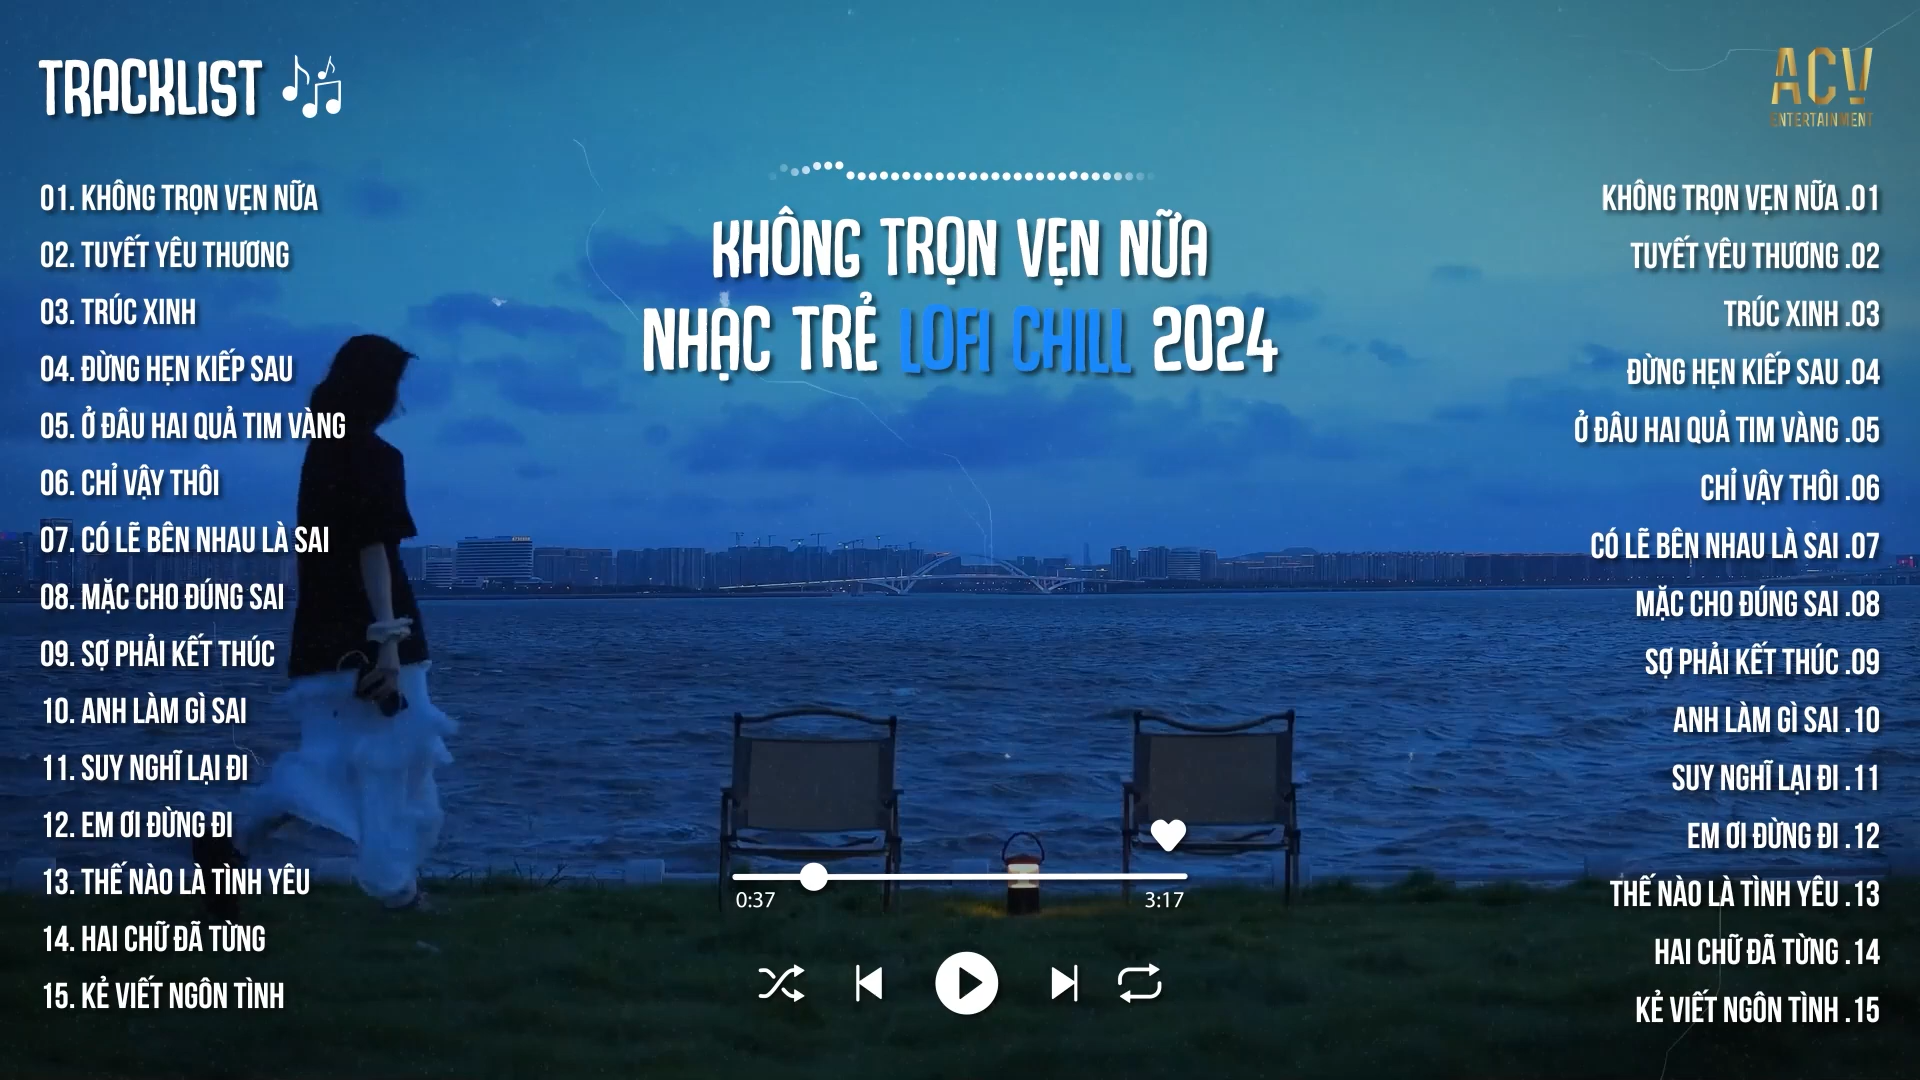 TRACKLIST
01. KHÔNG TRỌN VẸN NỮA
02. TUYẾT YÊU THƯƠNG
03. TRÚC XINH
04. ĐỪNG HẸN KIẾP SAU
05. Ở ĐÂU HAI QUẢ TIM VÀNG
06. CHỈ VẬY THÔI
07. CÓ LẼ BÊN NHAU LÀ SAI
08. MẶC CHO ĐÚNG SAI
09. SỢ PHẢI KẾT THÚC
10. ANH LÀM GÌ SAI
11. SUY NGHĨ LẠI ĐI
12. EM ƠI ĐỪNG ĐI
13. THẾ NÀO LÀ TÌNH YÊU
14. HAI CHỮ ĐÃ TỪNG
15. KẺ VIẾT NGÔN TÌNH
KHÔNG TRỌN VẸN NỮA
NHẠC TRẺ LOFI CHILL 2024
0:37
3:17
ACV
ENTERTAINMENT
KHÔNG TRỌN VẸN NỮA .01
TUYẾT YÊU THƯƠNG .02
TRÚC XINH .03
ĐỪNG HẸN KIẾP SAU .04
Ở ĐÂU HAI QUẢ TIM VÀNG .05
CHỈ VẬY THÔI .06
CÓ LẼ BÊN NHAU LÀ SAI .07
MẶC CHO ĐÚNG SAI .08
SỢ PHẢI KẾT THÚC .09
ANH LÀM GÌ SAI .10
SUY NGHĨ LẠI ĐI .11
EM ƠI ĐỪNG ĐI .12
THẾ NÀO LÀ TÌNH YÊU .13
HAI CHỮ ĐÃ TỪNG .14
KẺ VIẾT NGÔN TÌNH .15